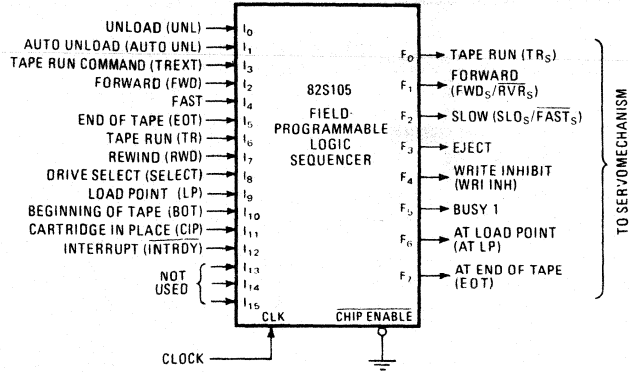 UNLOAD (UNL) I0
AUTO UNLOAD (AUTO UNL) I1
TAPE RUN COMMAND (TREXT) I3
FORWARD (FWD) I2
FAST I4
END OF TAPE (EOT) I5
TAPE RUN (TR) I6
REWIND (RWD) I7
DRIVE SELECT (SELECT) I8
LOAD POINT (LP) I9
BEGINNING OF TAPE (BOT) I10
CARTRIDGE IN PLACE (CIP) I11
INTERRUPT (INTRDY) I12
NOT
USED
I13
I14
I15
82S105
FIELD-
PROGRAMMABLE
LOGIC
SEQUENCER
CLK
CHIP ENABLE
CLOCK
F0 TAPE RUN (TRS)
F1 FORWARD
(FWDS/RVRS)
F2 SLOW (SLOS/FASTS)
F3 EJECT
F4 WRITE INHIBIT
(WRI INH)
F5 BUSY 1
F6 AT LOAD POINT
(AT LP)
F7 AT END OF TAPE
(EOT)
TO SERVOMECHANISM